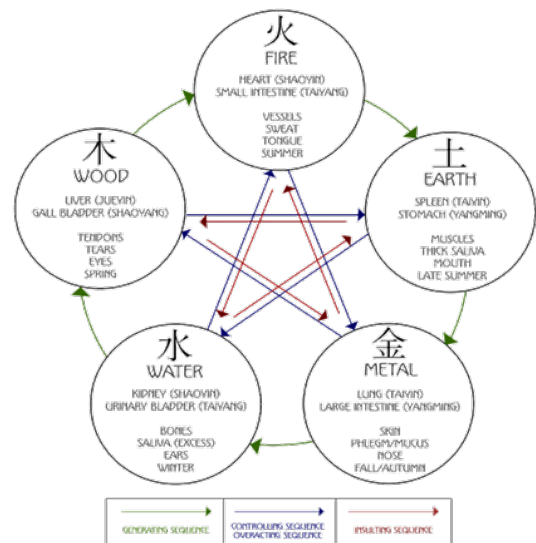 火
FIRE
HEART (SHAOYIN)
SMALL INTESTINE (TAIYANG)
VESSELS
SWEAT
TONGUE
SUMMER
木
WOOD
LIVER (JUEYIN)
GALL BLADDER (SHAOYANG)
TENDONS
TEARS
EYES
SPRING
土
EARTH
SPLEEN (TAIYIN)
STOMACH (YANGMING)
MUSCLES
THICK SALIVA
MOUTH
LATE SUMMER
水
WATER
KIDNEY (SHAOYIN)
URINARY BLADDER (TAIYANG)
BONES
SALIVA (EXCESS)
EARS
WINTER
金
METAL
LUNG (TAIYIN)
LARGE INTESTINE (YANGMING)
SKIN
PHLEGM/MUCUS
NOSE
FALL/AUTUMN
GENERATING SEQUENCE
CONTROLLING SEQUENCE
OVERACTING SEQUENCE
INSULTING SEQUENCE